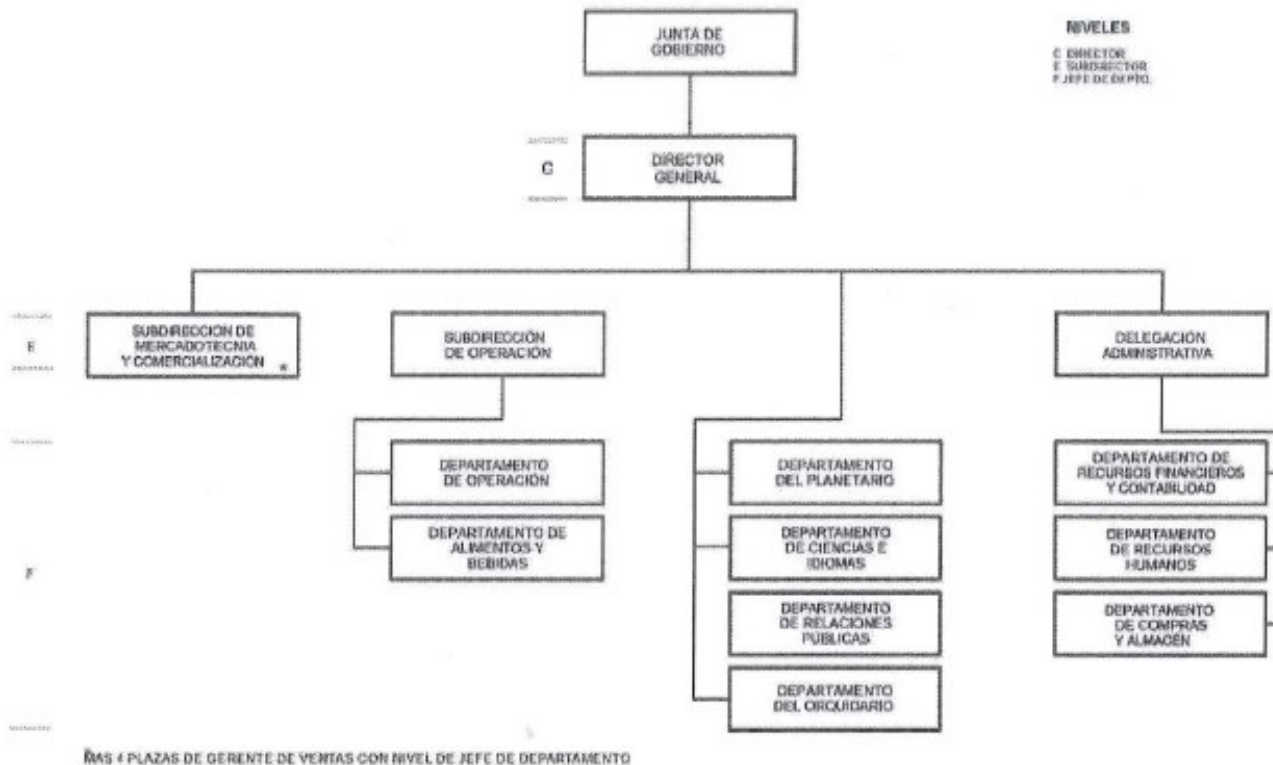 JUNTA DE
GOBIERNO
NIVELES
C DIRECTOR
E SUBDIRECTOR
F JEFE DE DEPTO.
C
DIRECTOR
GENERAL
E
SUBDIRECCION DE
MERCADOTECNIA
Y COMERCIALIZACIÓN *
SUBDIRECCIÓN
DE OPERACIÓN
DELEGACIÓN
ADMINISTRATIVA
F
DEPARTAMENTO
DE OPERACIÓN
DEPARTAMENTO DE
ALIMENTOS Y
BEBIDAS
DEPARTAMENTO
DEL PLANETARIO
DEPARTAMENTO
DE CIENCIAS E
IDIOMAS
DEPARTAMENTO
DE RELACIONES
PÚBLICAS
DEPARTAMENTO
DEL ORQUIDARIO
DEPARTAMENTO DE
RECURSOS FINANCIEROS
Y CONTABILIDAD
DEPARTAMENTO
DE RECURSOS
HUMANOS
DEPARTAMENTO
DE COMPRAS
Y ALMACÉN
*MAS 4 PLAZAS DE GERENTE DE VENTAS CON NIVEL DE JEFE DE DEPARTAMENTO